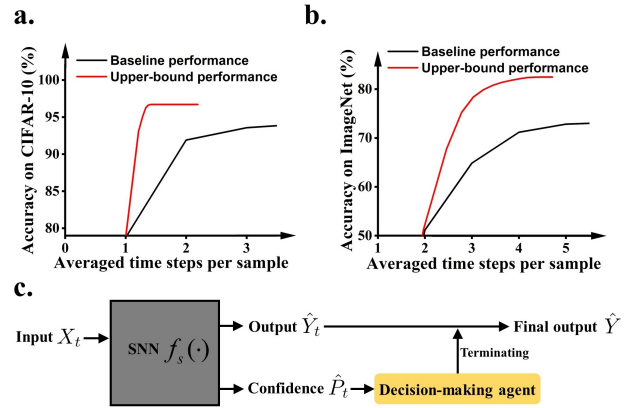 a.
Baseline performance
Upper-bound performance
Accuracy on CIFAR-10 (%)
100
95
90
85
80
0 1 2 3
Averaged time steps per sample
b.
Baseline performance
Upper-bound performance
Accuracy on ImageNet (%)
80
70
60
50
1 2 3 4 5
Averaged time steps per sample
c.
Input $X_t$
SNN $f_s(\cdot)$
Output $\hat{Y}_t$
Final output $\hat{Y}$
Terminating
Confidence $\hat{P}_t$
Decision-making agent